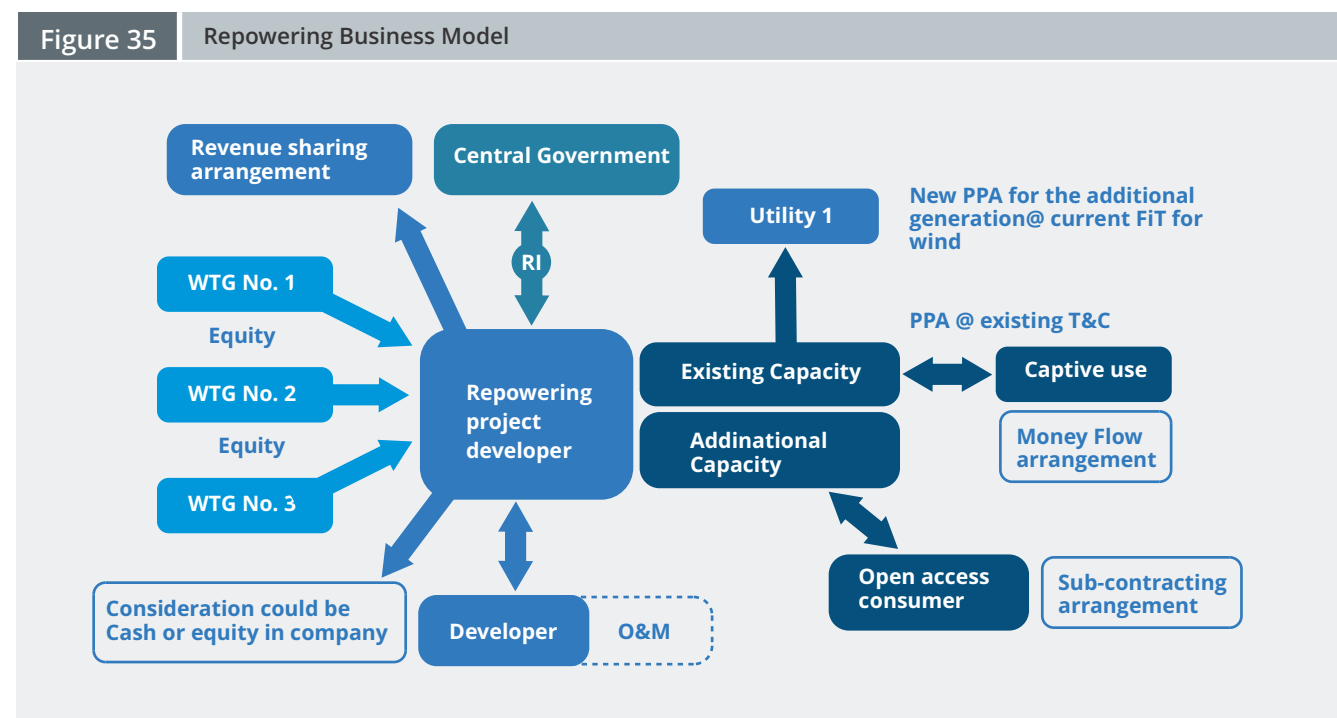 Figure 35
Repowering Business Model
Revenue sharing
arrangement
Central Government
RI
Utility 1
New PPA for the additional
generation@ current FiT for
wind
WTG No. 1
Equity
WTG No. 2
Equity
WTG No. 3
Repowering
project
developer
PPA @ existing T&C
Existing Capacity
Captive use
Addinational
Capacity
Money Flow
arrangement
Open access
consumer
Sub-contracting
arrangement
Consideration could be
Cash or equity in company
Developer
O&M